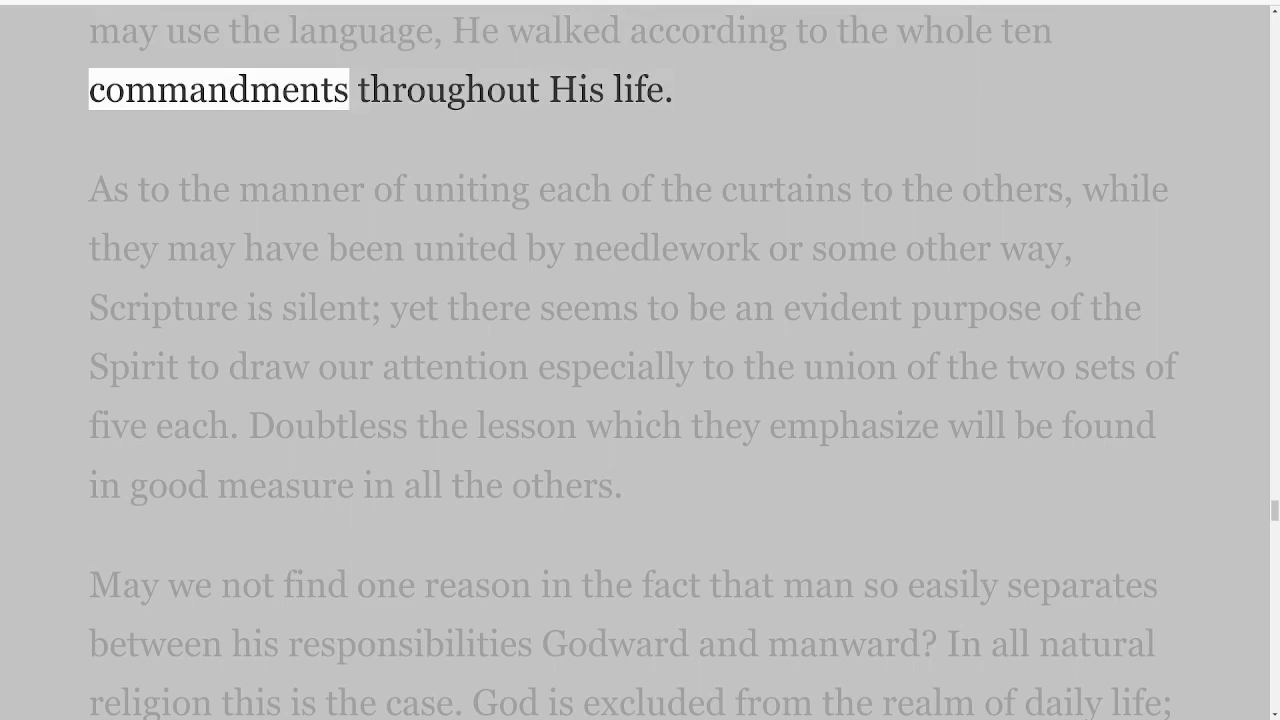 may use the language, He walked according to the whole ten
commandments throughout His life.
As to the manner of uniting each of the curtains to the others, while
they may have been united by needlework or some other way,
Scripture is silent; yet there seems to be an evident purpose of the
Spirit to draw our attention especially to the union of the two sets of
five each. Doubtless the lesson which they emphasize will be found
in good measure in all the others.
May we not find one reason in the fact that man so easily separates
between his responsibilities Godward and manward? In all natural
religion this is the case. God is excluded from the realm of daily life;